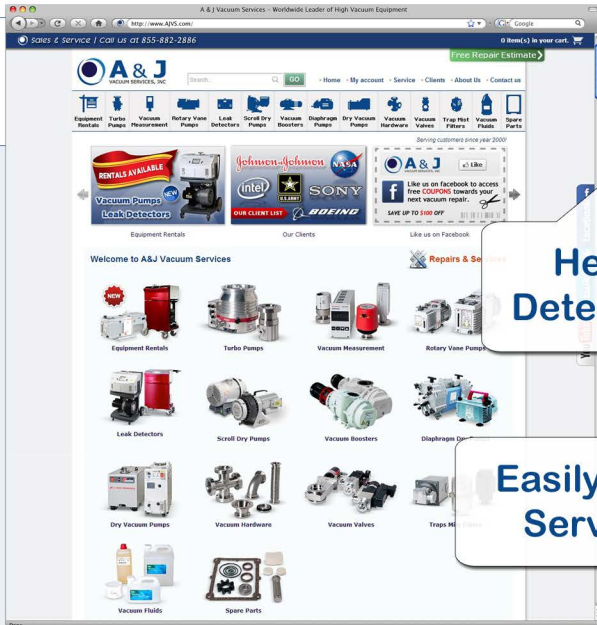 A & J Vacuum Services - Worldwide Leader of High Vacuum Equipment
http://www.AJVS.com/
Google
Sales & Service / Call us at 855-882-2886
0 item(s) in your cart.
Free Repair Estimate
A & J
VACUUM SERVICES, INC
Search...
GO
Home
My account
Service
Clients
About Us
Contact us
Equipment Rentals
Turbo Pumps
Vacuum Measurement
Rotary Vane Pumps
Leak Detectors
Scroll Dry Pumps
Vacuum Boosters
Diaphragm Pumps
Dry Vacuum Pumps
Vacuum Hardware
Vacuum Valves
Trap Mist Filters
Vacuum Fluids
Spare Parts
Serving customers since year 2000!
RENTALS AVAILABLE
NEW
Vacuum Pumps
Leak Detectors
Johnson & Johnson
NASA
intel
U.S.ARMY
SONY
OUR CLIENT LIST
BOEING
A & J
Like
Like us on facebook to access
free COUPONS towards your
next vacuum repair.
SAVE UP TO $100 OFF
Equipment Rentals
Our Clients
Like us on Facebook
Welcome to A&J Vacuum Services
Repairs & Se
He
Dete
NEW
Equipment Rentals
Turbo Pumps
Vacuum Measurement
Rotary Vane Pumps
Leak Detectors
Scroll Dry Pumps
Vacuum Boosters
Diaphragm Dry
Easily
Serv
Dry Vacuum Pumps
Vacuum Hardware
Vacuum Valves
Traps Mist Filters
Vacuum Fluids
Spare Parts
Done